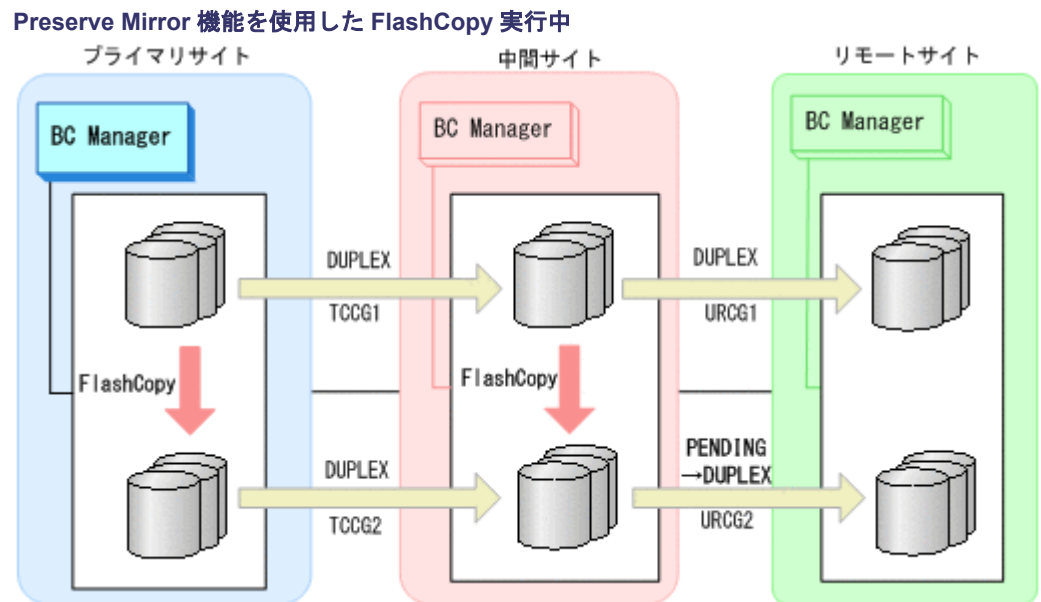 Preserve Mirror 機能を使用した FlashCopy 実行中
プライマリサイト
中間サイト
リモートサイト
BC Manager
BC Manager
BC Manager
DUPLEX
TCCG1
DUPLEX
URCG1
FlashCopy
FlashCopy
DUPLEX
TCCG2
PENDING
→DUPLEX
URCG2